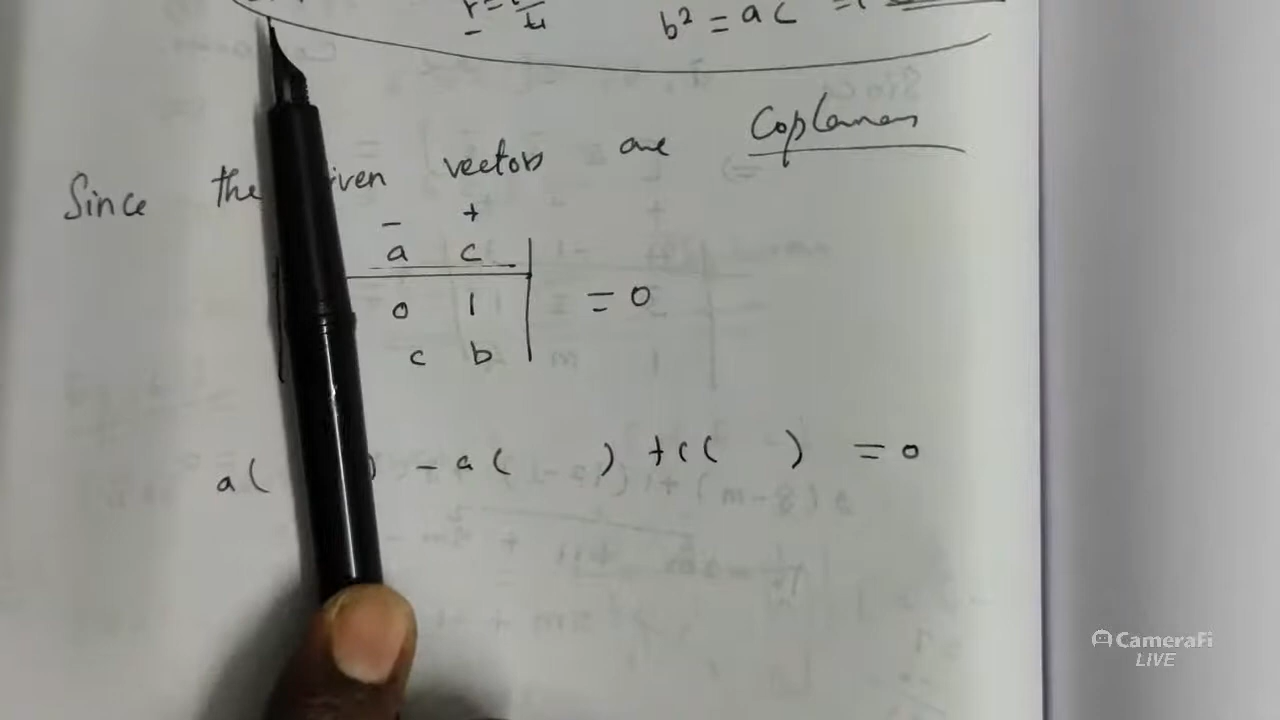 b² = ac
Since the iven vectors are Coplanar
- +
a c
0 1 = 0
c b
a( ) - a( ) + c( ) = 0
CameraFi
LIVE